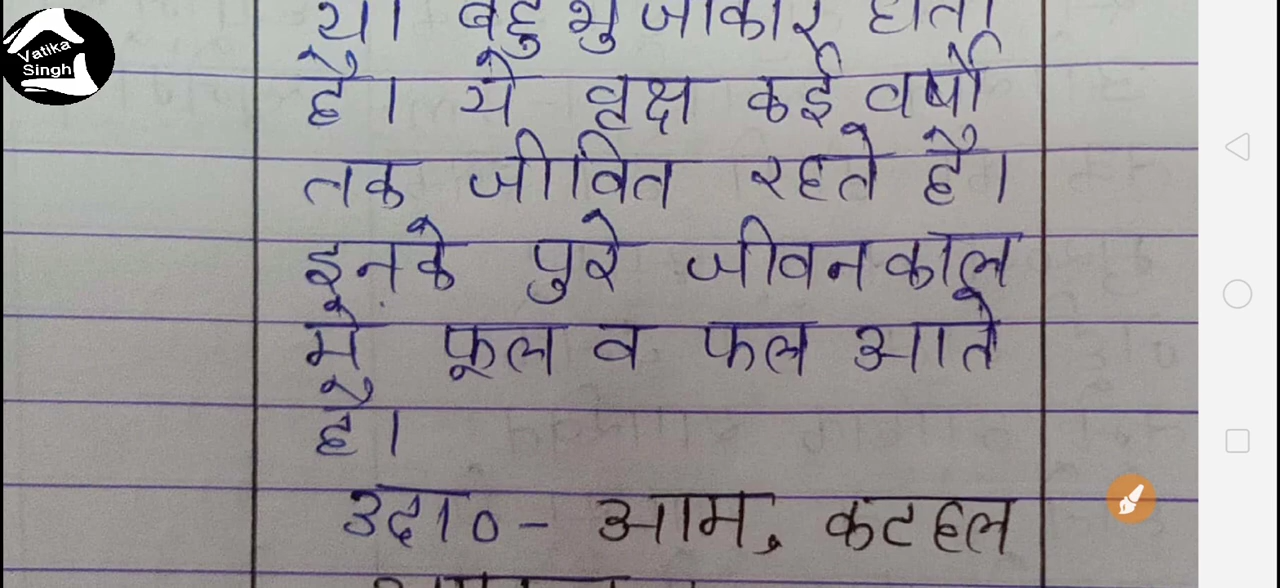 Vatika
Singh
या बहुभुजाकार होता
है। ये वृक्ष कई वर्षो
तक जीवित रहते है।
इनके पुरे जीवनकाल
मे फूल व फल आते
है।
उदा० - आम, कटहल